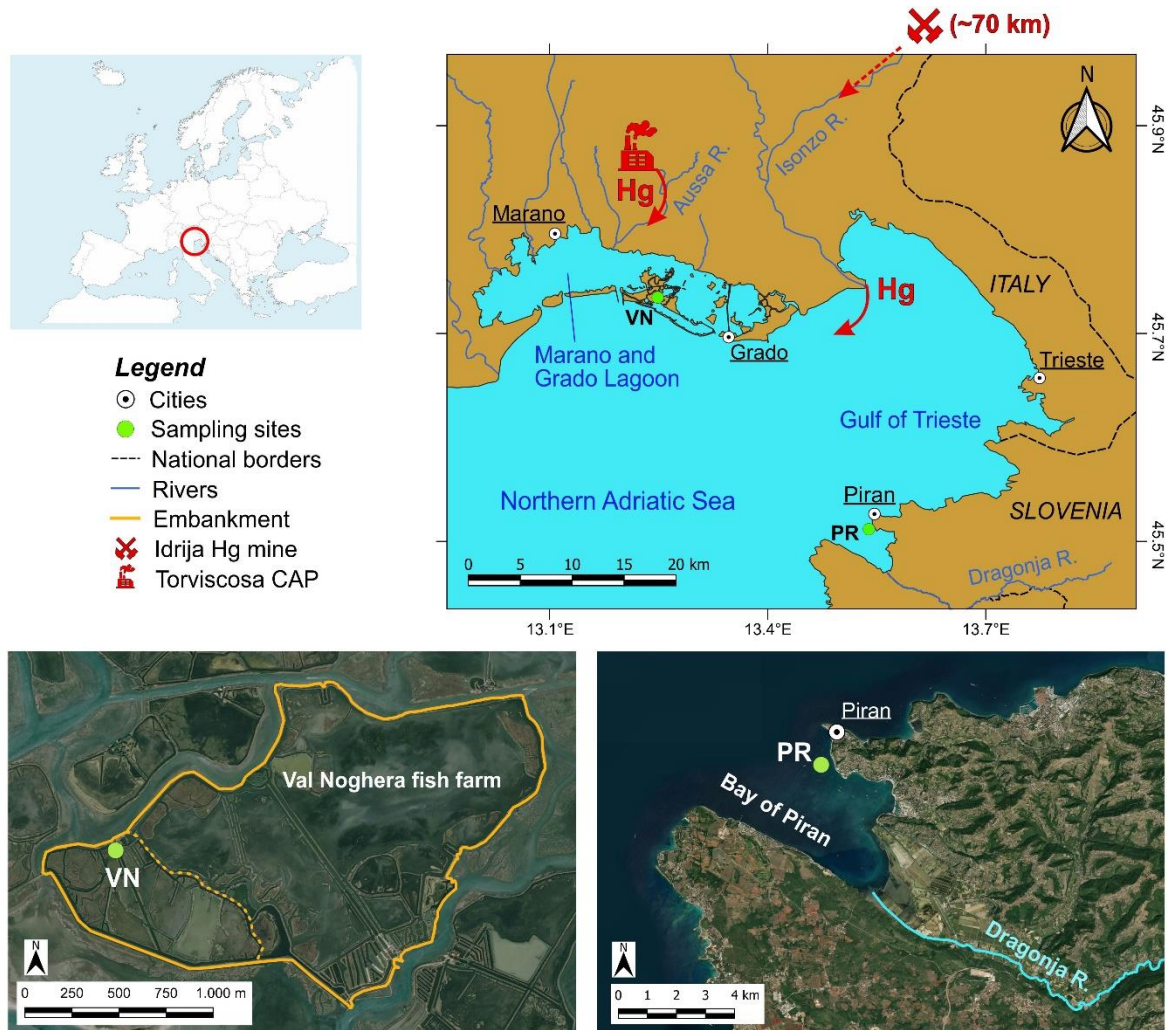 (~70 km)
N
45.9°N
Isonzo R.
Aussa R.
Hg
Marano
ITALY
Hg
VN
Grado
45.7°N
Marano and
Grado Lagoon
Trieste
Gulf of Trieste
Northern Adriatic Sea
Piran
SLOVENIA
PR
45.5°N
Dragonja R.
0 5 10 15 20 km
13.1°E 13.4°E 13.7°E
Legend
Cities
Sampling sites
National borders
Rivers
Embankment
Idrija Hg mine
Torviscosa CAP
Val Noghera fish farm
VN
N
0 250 500 750 1.000 m
Piran
PR
Bay of Piran
Dragonja R.
N
0 1 2 3 4 km